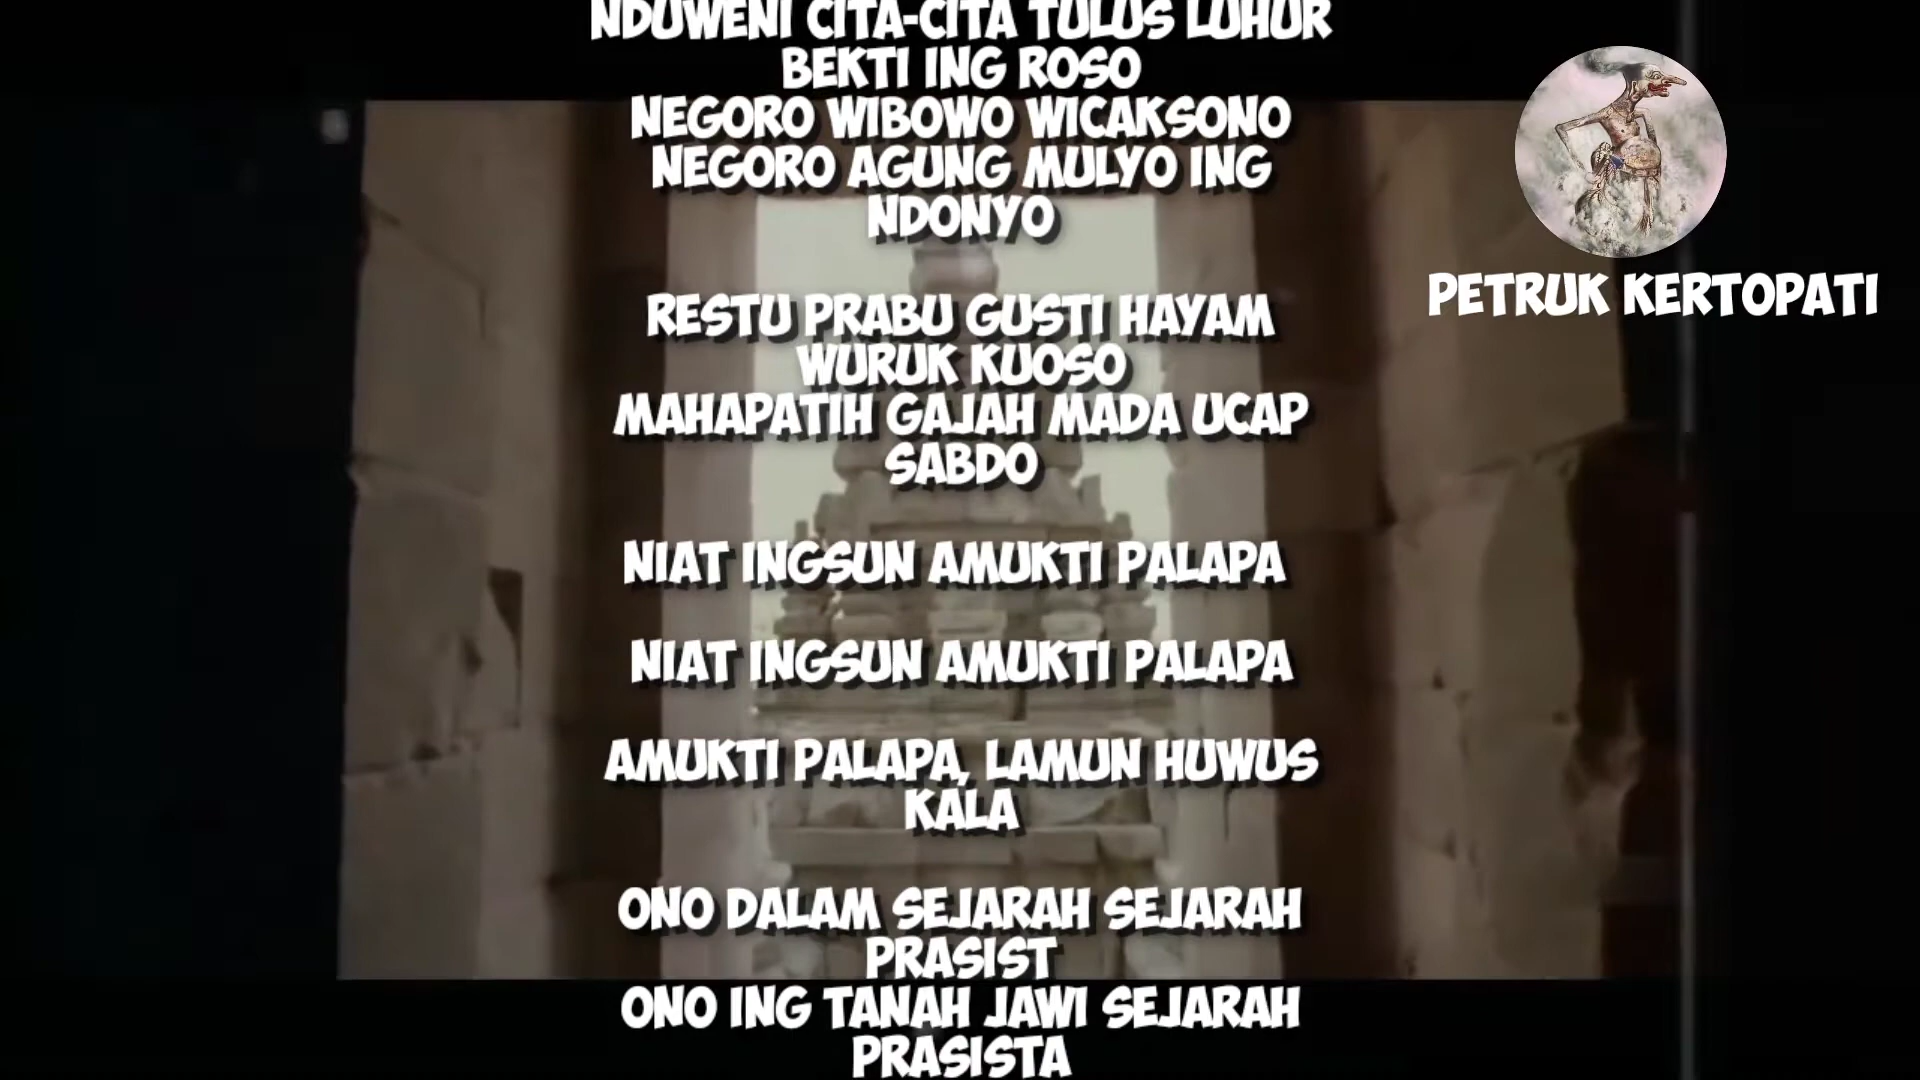 NDUWENI CITA-CITA TULUS LUHUR
BEKTI ING ROSO
NEGORO WIBOWO WICAKSONO
NEGORO AGUNG MULYO ING
NDONYO
RESTU PRABU GUSTI HAYAM
WURUK KUOSO
MAHAPATIH GAJAH MADA UCAP
SABDO
NIAT INGSUN AMUKTI PALAPA
NIAT INGSUN AMUKTI PALAPA
AMUKTI PALAPA, LAMUN HUWUS
KALA
ONO DALAM SEJARAH SEJARAH
PRASIST
ONO ING TANAH JAWI SEJARAH
PRASISTA
PETRUK KERTOPATI